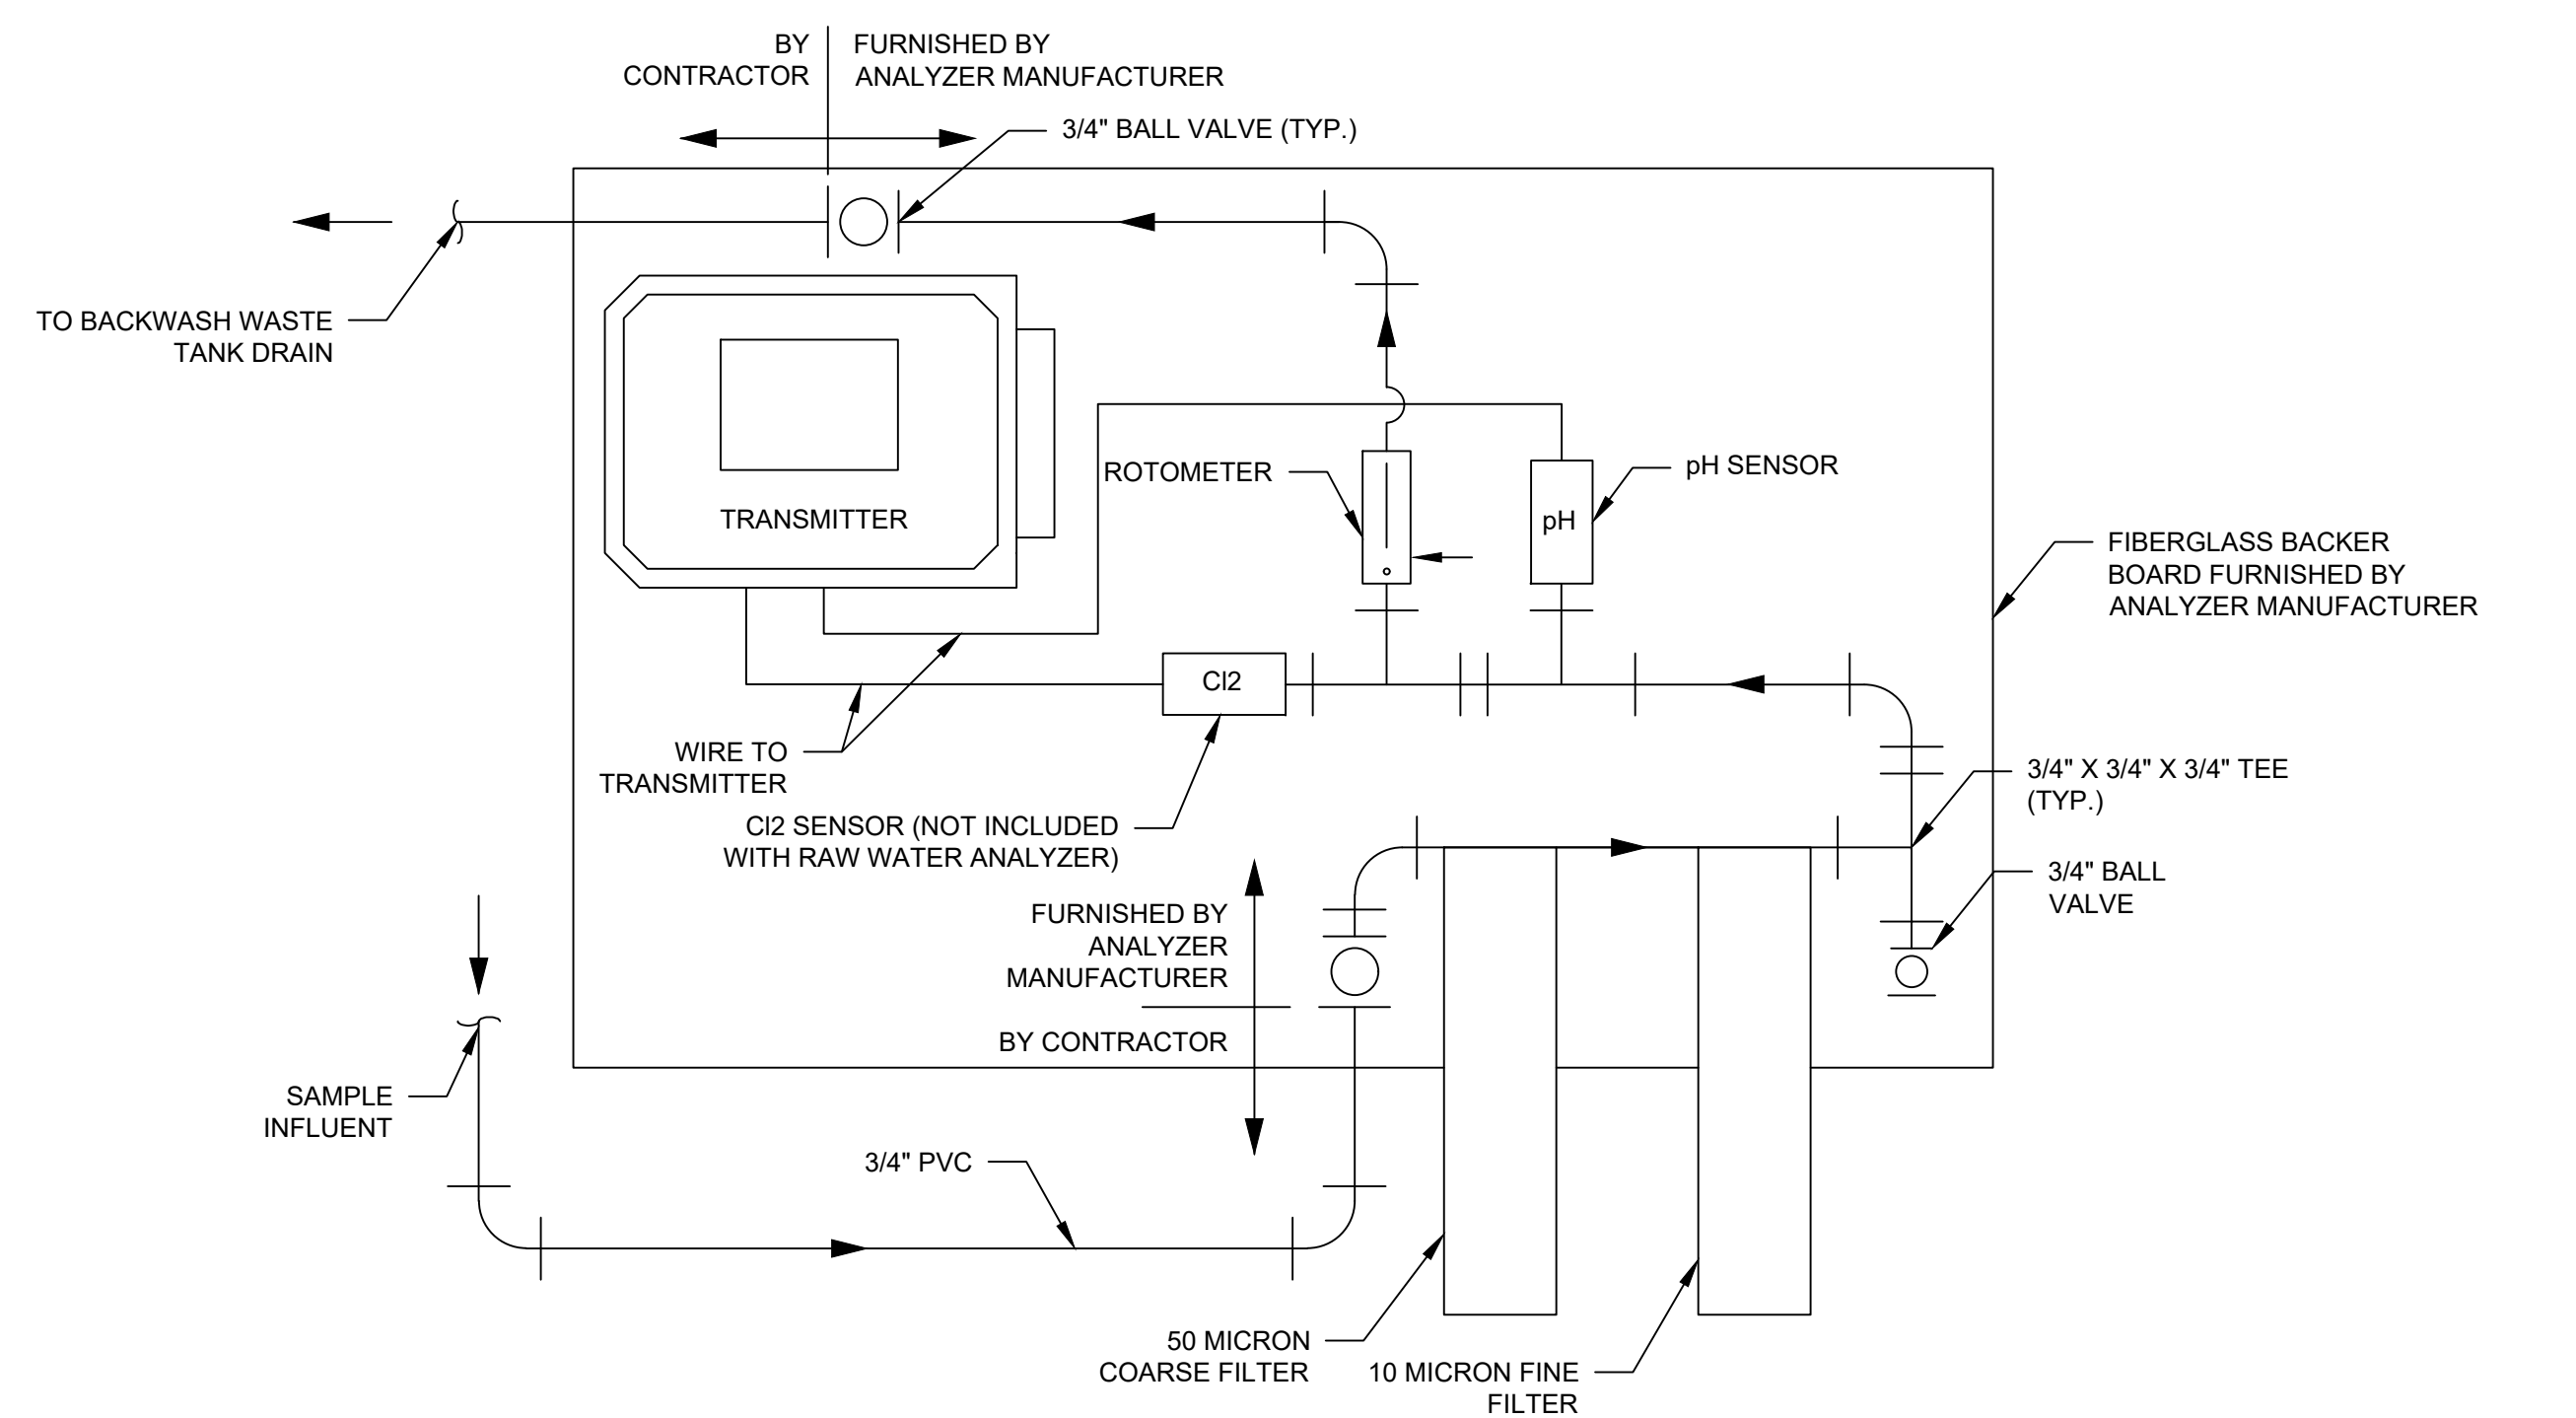 BY
CONTRACTOR
FURNISHED BY
ANALYZER MANUFACTURER
3/4" BALL VALVE (TYP.)
TO BACKWASH WASTE
TANK DRAIN
TRANSMITTER
ROTOMETER
pH SENSOR
pH
FIBERGLASS BACKER
BOARD FURNISHED BY
ANALYZER MANUFACTURER
Cl2
WIRE TO
TRANSMITTER
3/4" X 3/4" X 3/4" TEE
(TYP.)
Cl2 SENSOR (NOT INCLUDED
WITH RAW WATER ANALYZER)
3/4" BALL
VALVE
FURNISHED BY
ANALYZER
MANUFACTURER
BY CONTRACTOR
SAMPLE
INFLUENT
3/4" PVC
50 MICRON
COARSE FILTER
10 MICRON FINE
FILTER